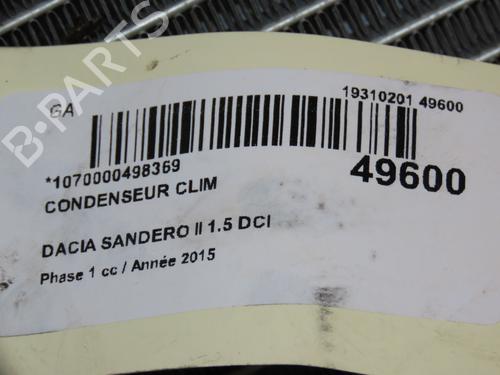 B-PARTS
GA
19310201 49600
*1070000498369
49600
CONDENSEUR CLIM
DACIA SANDERO II 1.5 DCI
Phase 1 cc / Année 2015